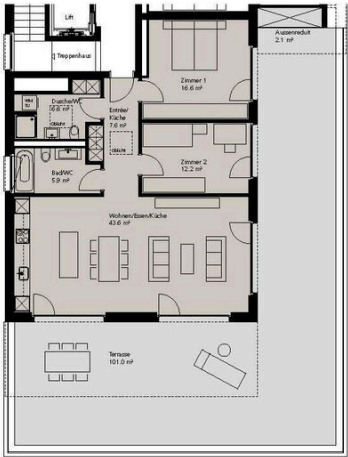 Lift
Treppenhaus
Aussenreduit
2.1 m²
Zimmer 1
16.6 m²
Dusche/WC
Entrée/
Küche
7.6 m²
Zimmer 2
12.2 m²
Bad/WC
5.9 m²
Wohnen/Essen/Küche
43.6 m²
Terrasse
101.0 m²